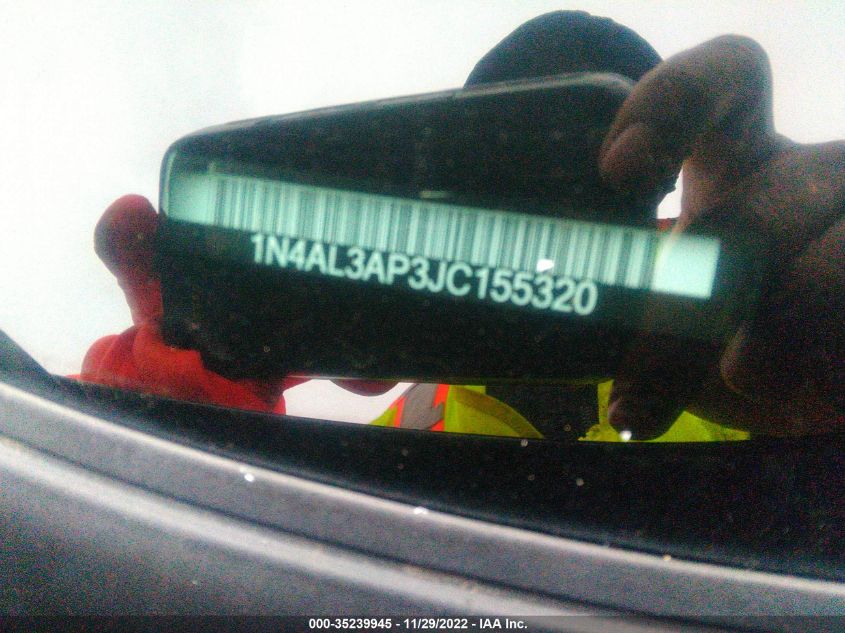 1N4AL3AP3JC155320
000-35239945 - 11/29/2022 - IAA Inc.